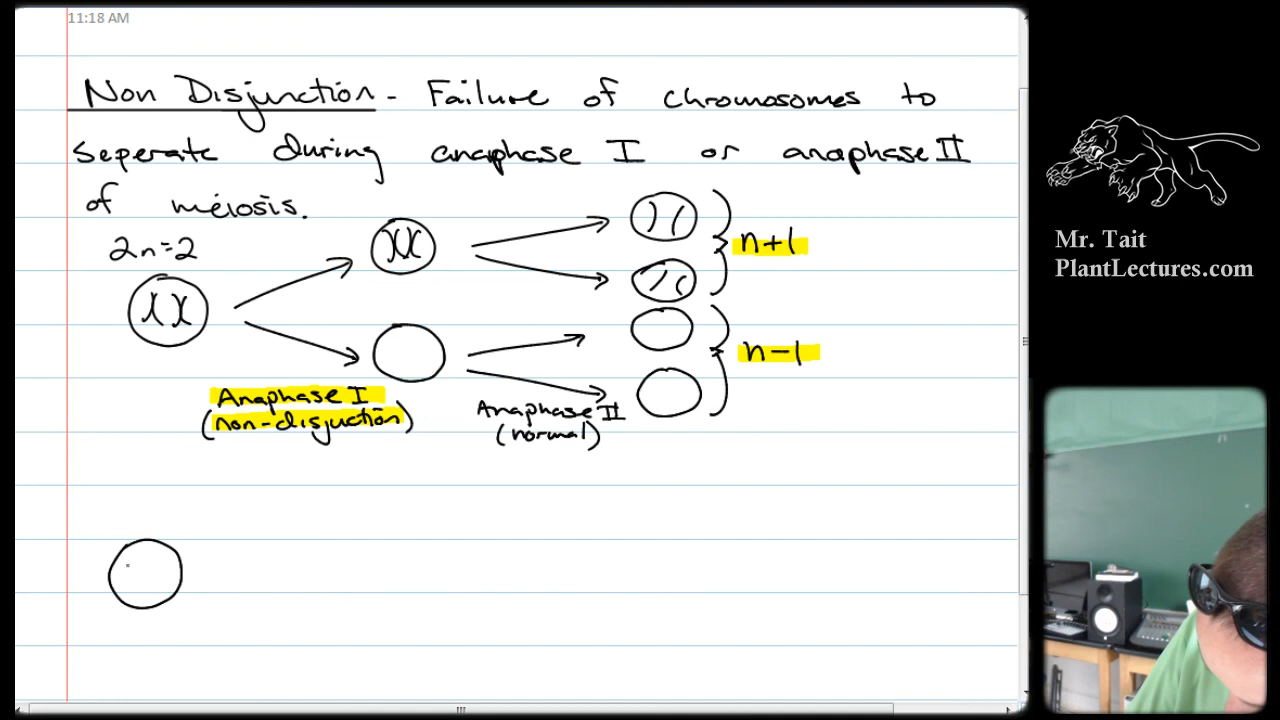 11:18 AM
Non Disjunction - Failure of chromosomes to
seperate during anaphase I or anaphase II
of meiosis.
2n=2
n+1
n-1
Anaphase I
(non-disjuction)
Anaphase II
(normal)
Mr. Tait
PlantLectures.com